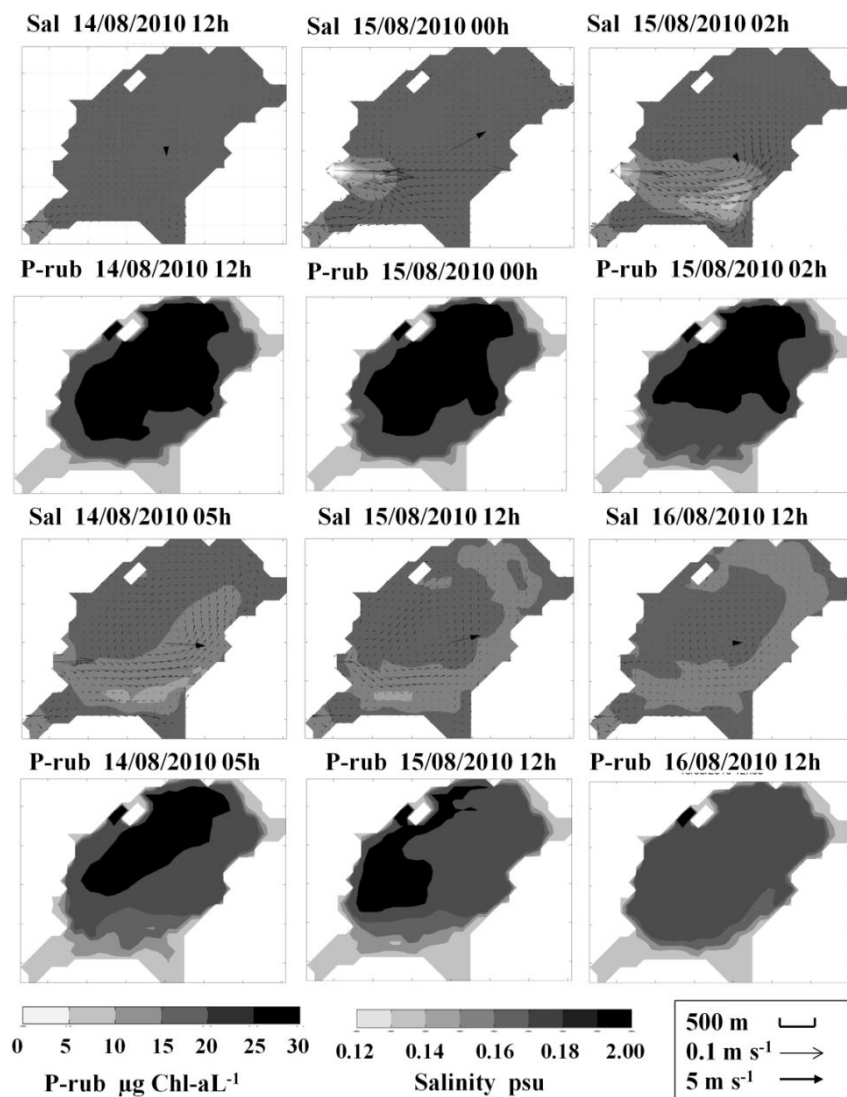 Sal 14/08/2010 12h Sal 15/08/2010 00h Sal 15/08/2010 02h
P-rub 14/08/2010 12h P-rub 15/08/2010 00h P-rub 15/08/2010 02h
Sal 14/08/2010 05h Sal 15/08/2010 12h Sal 16/08/2010 12h
P-rub 14/08/2010 05h P-rub 15/08/2010 12h P-rub 16/08/2010 12h
0 5 10 15 20 25 30
P-rub µg Chl-aL⁻¹
0.12 0.14 0.16 0.18 2.00
Salinity psu
500 m
0.1 m s⁻¹
5 m s⁻¹